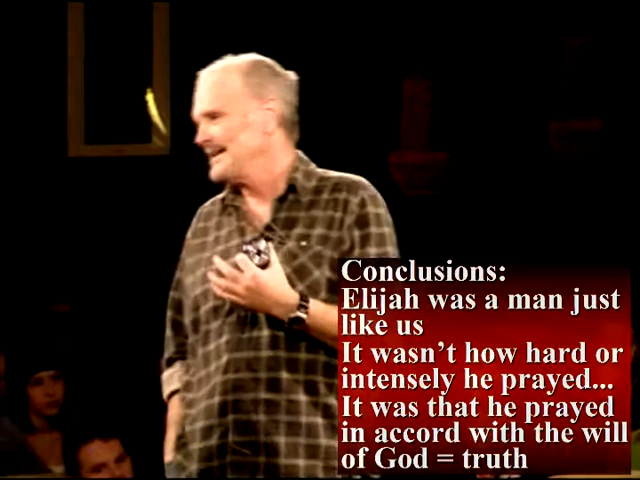 Conclusions:
Elijah was a man just
like us
It wasn't how hard or
intensely he prayed...
It was that he prayed
in accord with the will
of God = truth